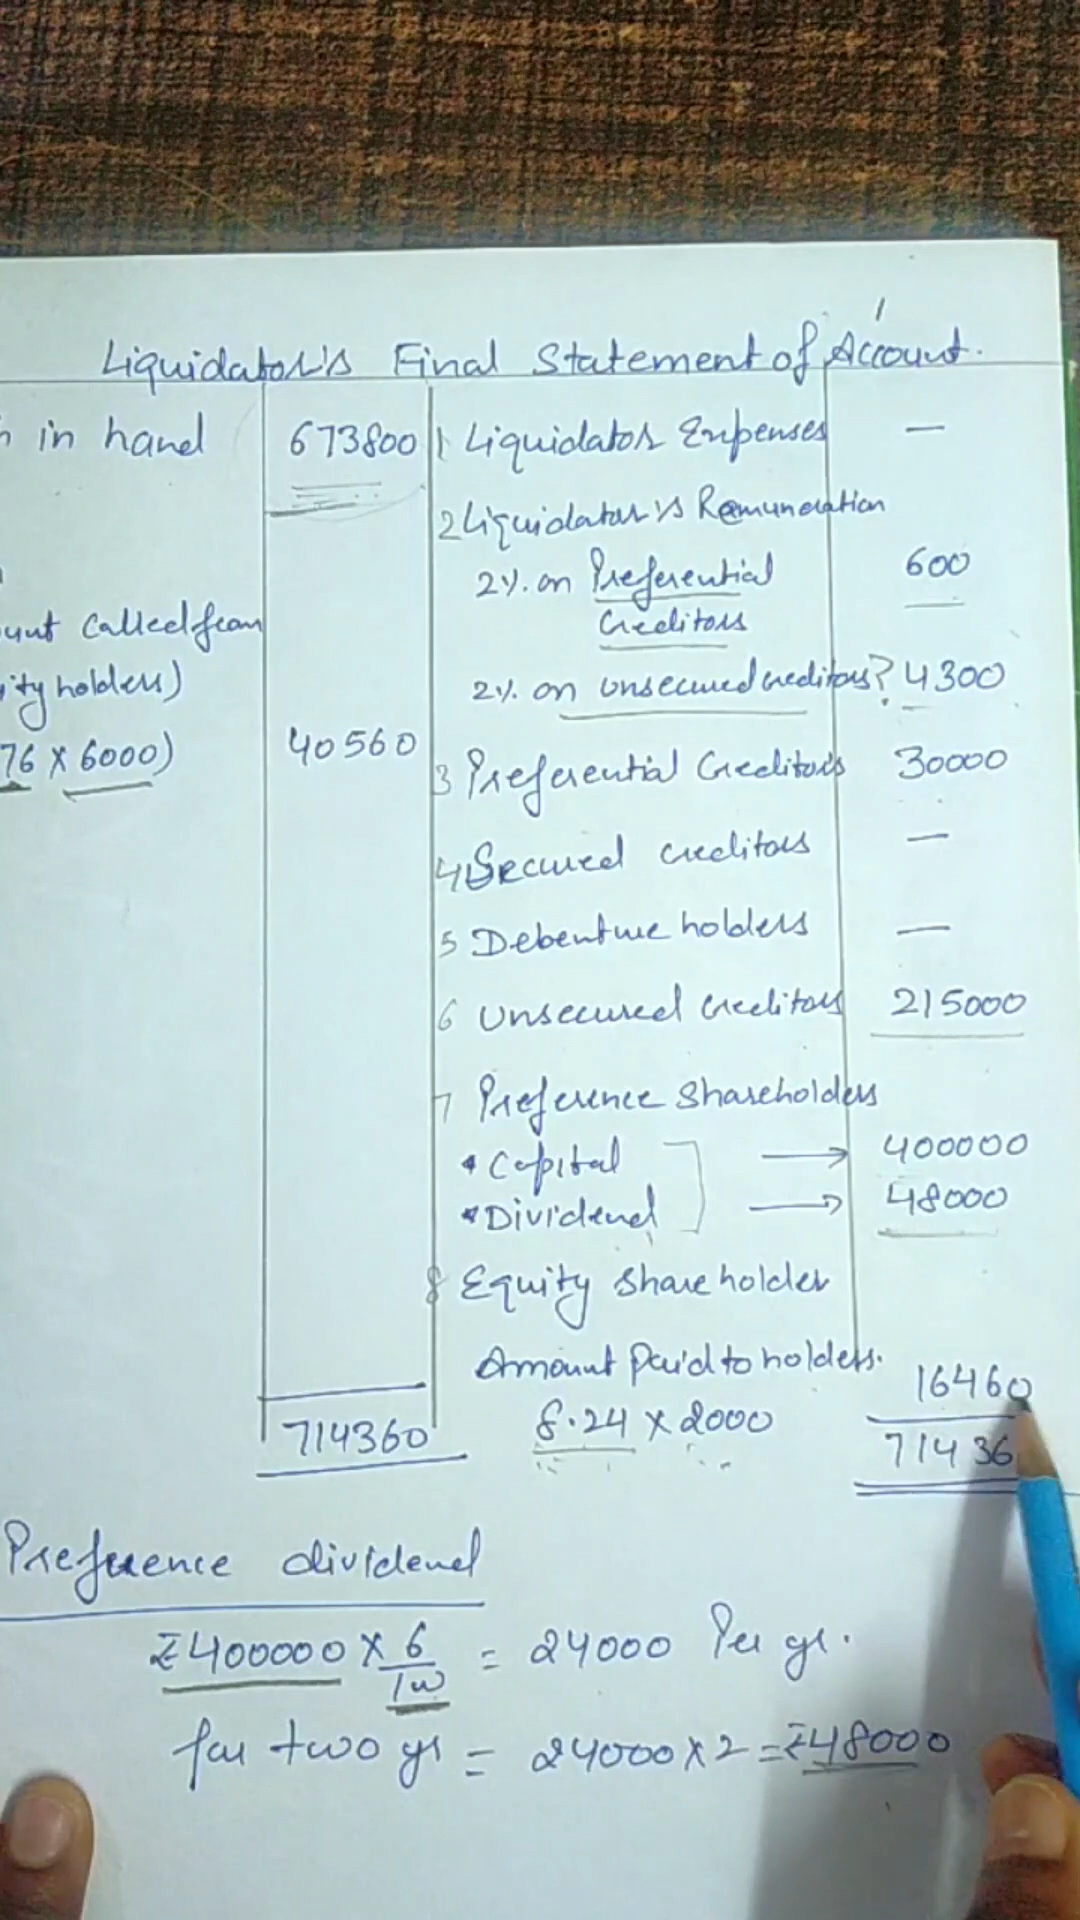 Liquidator's Final Statement of Account.
in hand 673800 1 Liquidator Expenses —
2 Liquidator's Remuneration
2%. on Preferential 600
Creditors
called from
2%. on unsecured creditors? 4300
holders)
76 X 6000) 40560
3 Preferential Creditors 30000
4 Secured creditors —
5 Debenture holders —
6 Unsecured Creditors 215000
7 Preference Shareholders
• Capital → 400000
• Dividend → 48000
8 Equity shareholder
Amount Paid to holders. 16460
714360 8.24 X 2000 71436
Preference dividend
₹400000 X 6/100 = 24000 Per yr.
for two yr = 24000 X 2 = ₹48000